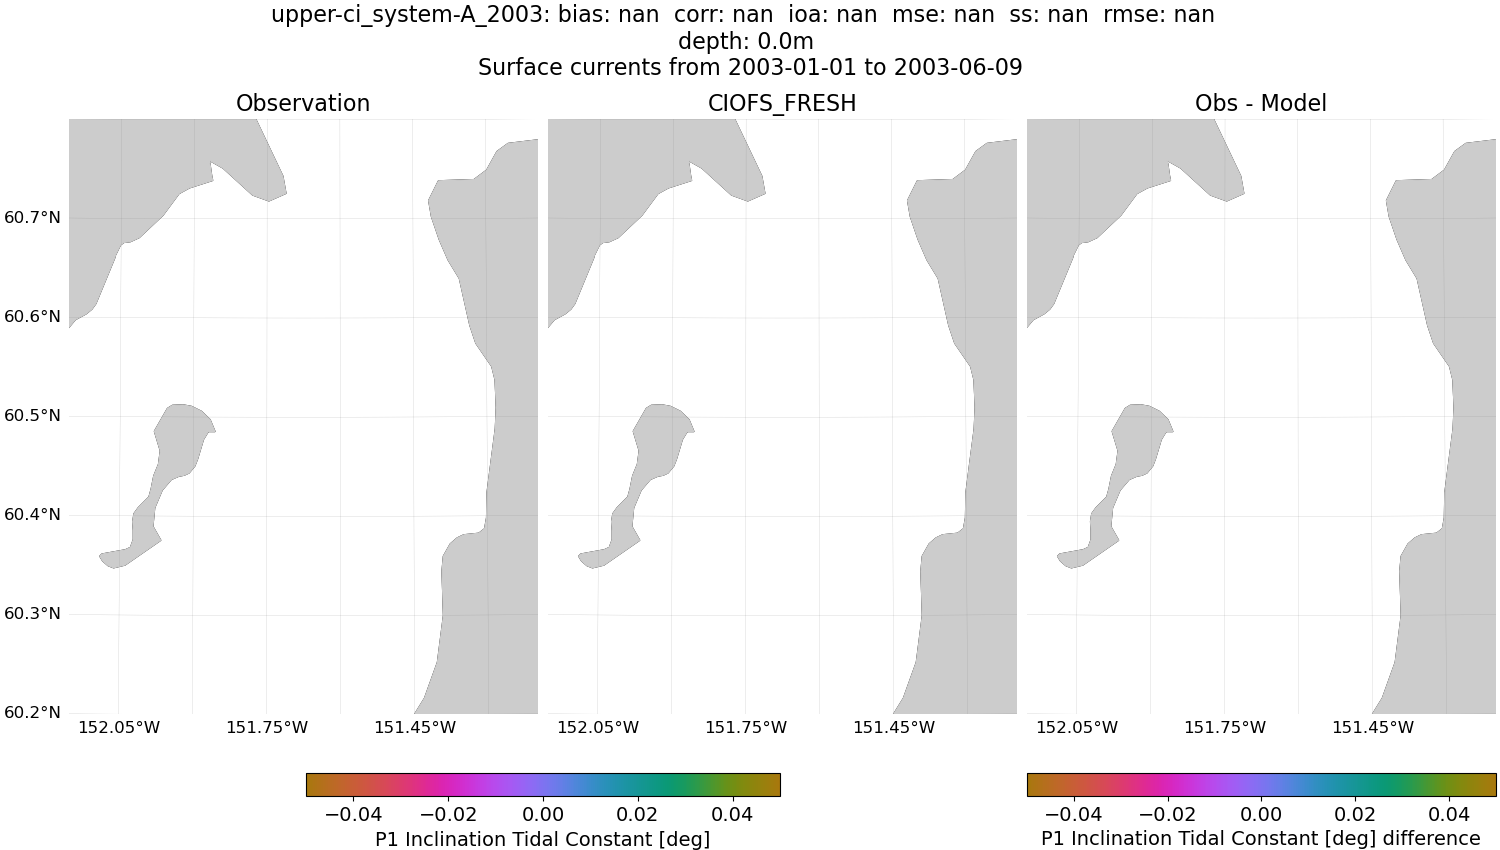 upper-ci_system-A_2003: bias: nan  corr: nan  ioa: nan  mse: nan  ss: nan  rmse: nan
depth: 0.0m
Surface currents from 2003-01-01 to 2003-06-09
Observation
CIOFS_FRESH
Obs - Model
60.7°N
60.6°N
60.5°N
60.4°N
60.3°N
60.2°N
152.05°W 151.75°W 151.45°W
152.05°W 151.75°W 151.45°W
152.05°W 151.75°W 151.45°W
−0.04 −0.02 0.00 0.02 0.04
P1 Inclination Tidal Constant [deg]
−0.04 −0.02 0.00 0.02 0.04
P1 Inclination Tidal Constant [deg] difference